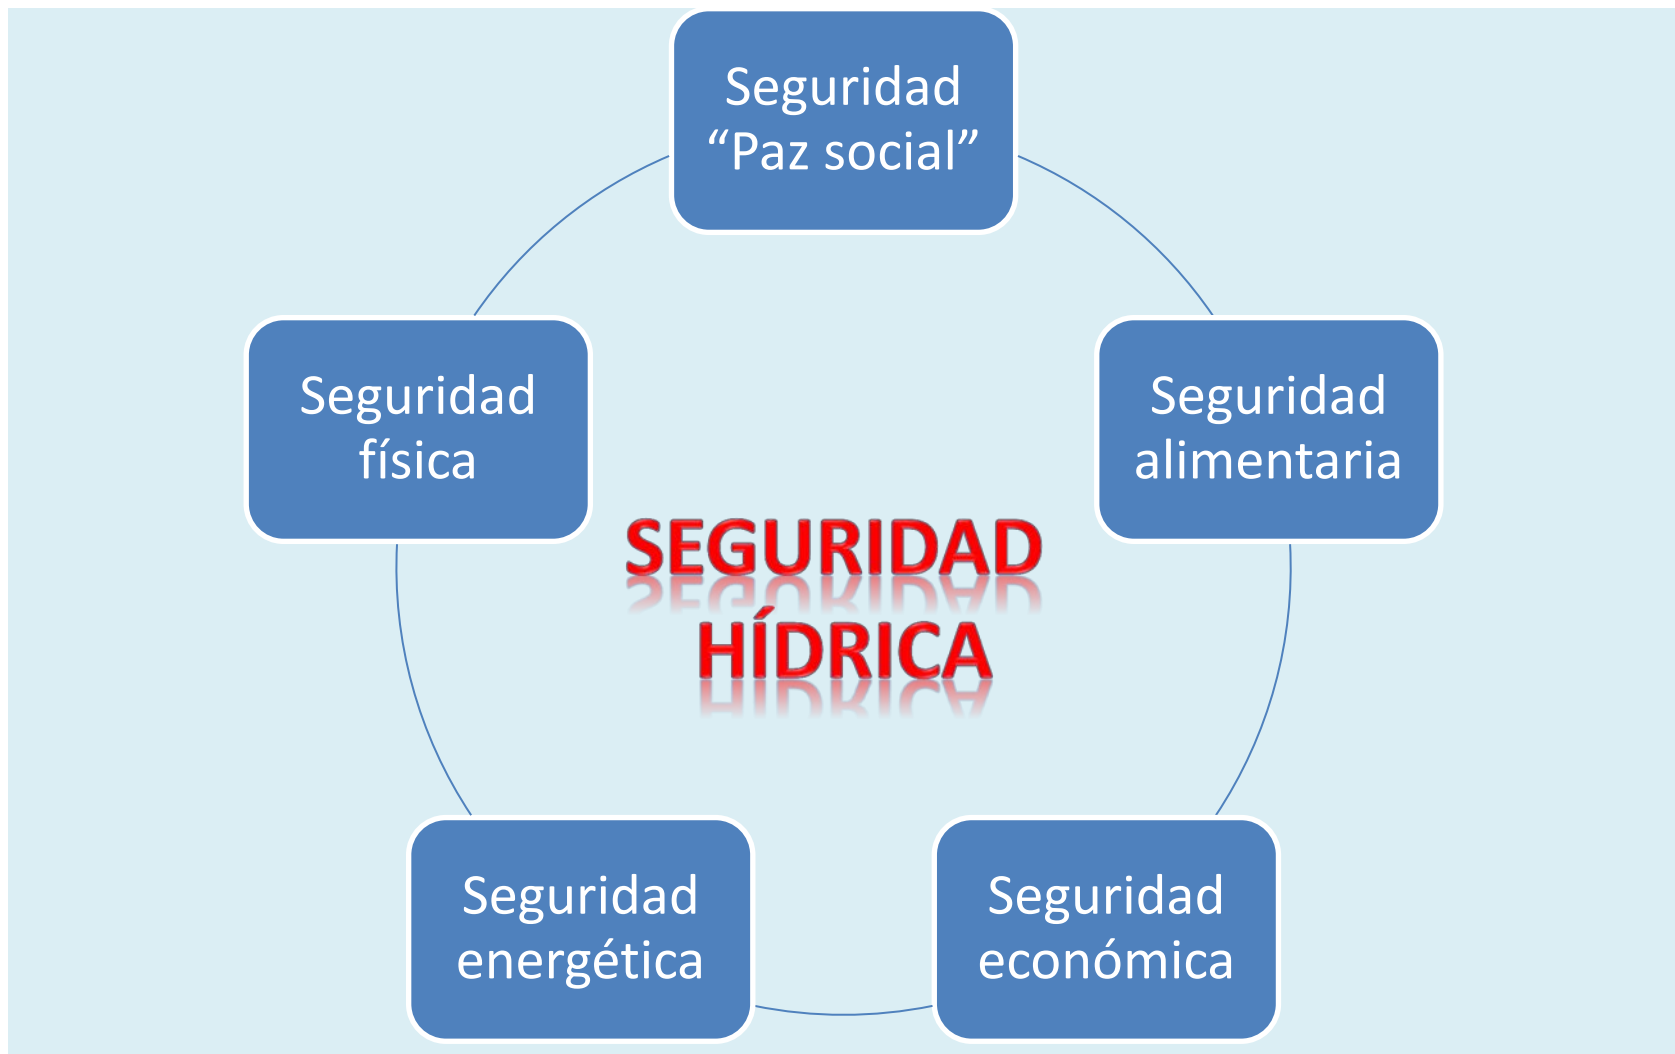 Seguridad
“Paz social”
Seguridad
física
Seguridad
alimentaria
SEGURIDAD
HÍDRICA
Seguridad
energética
Seguridad
económica